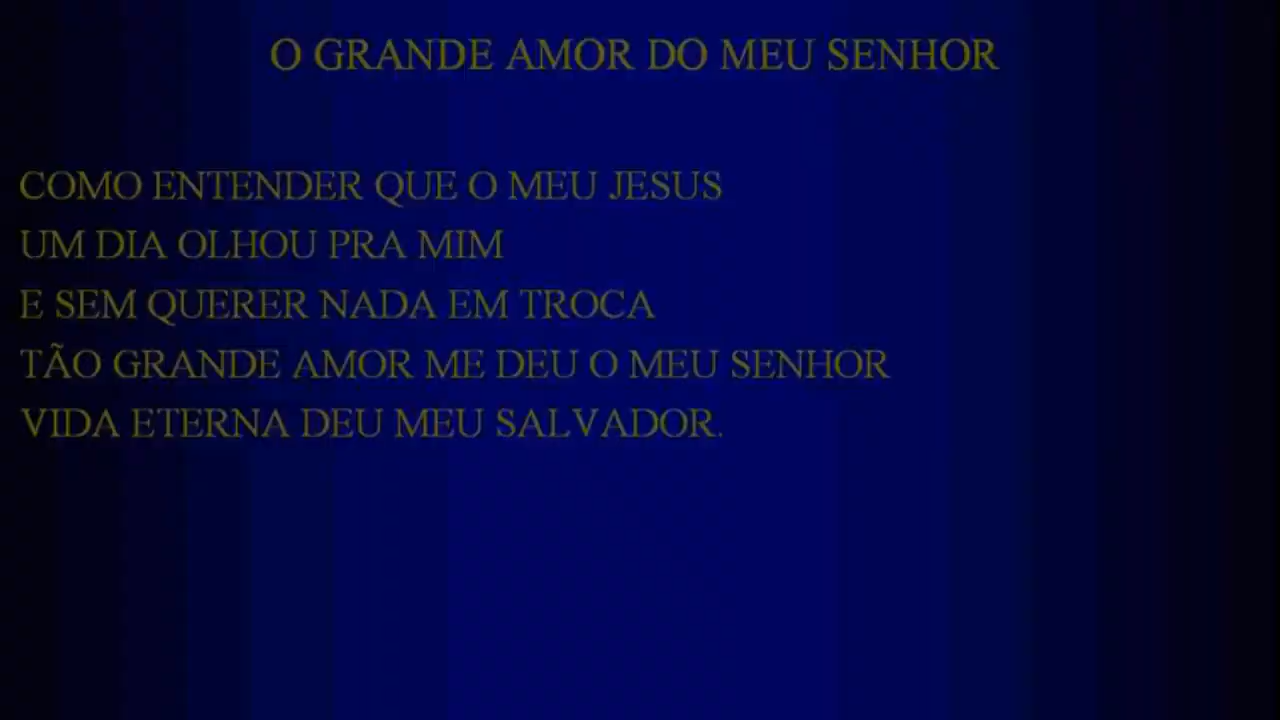 O GRANDE AMOR DO MEU SENHOR
COMO ENTENDER QUE O MEU JESUS
UM DIA OLHOU PRA MIM
E SEM QUERER NADA EM TROCA
TÃO GRANDE AMOR ME DEU O MEU SENHOR
VIDA ETERNA DEU MEU SALVADOR.